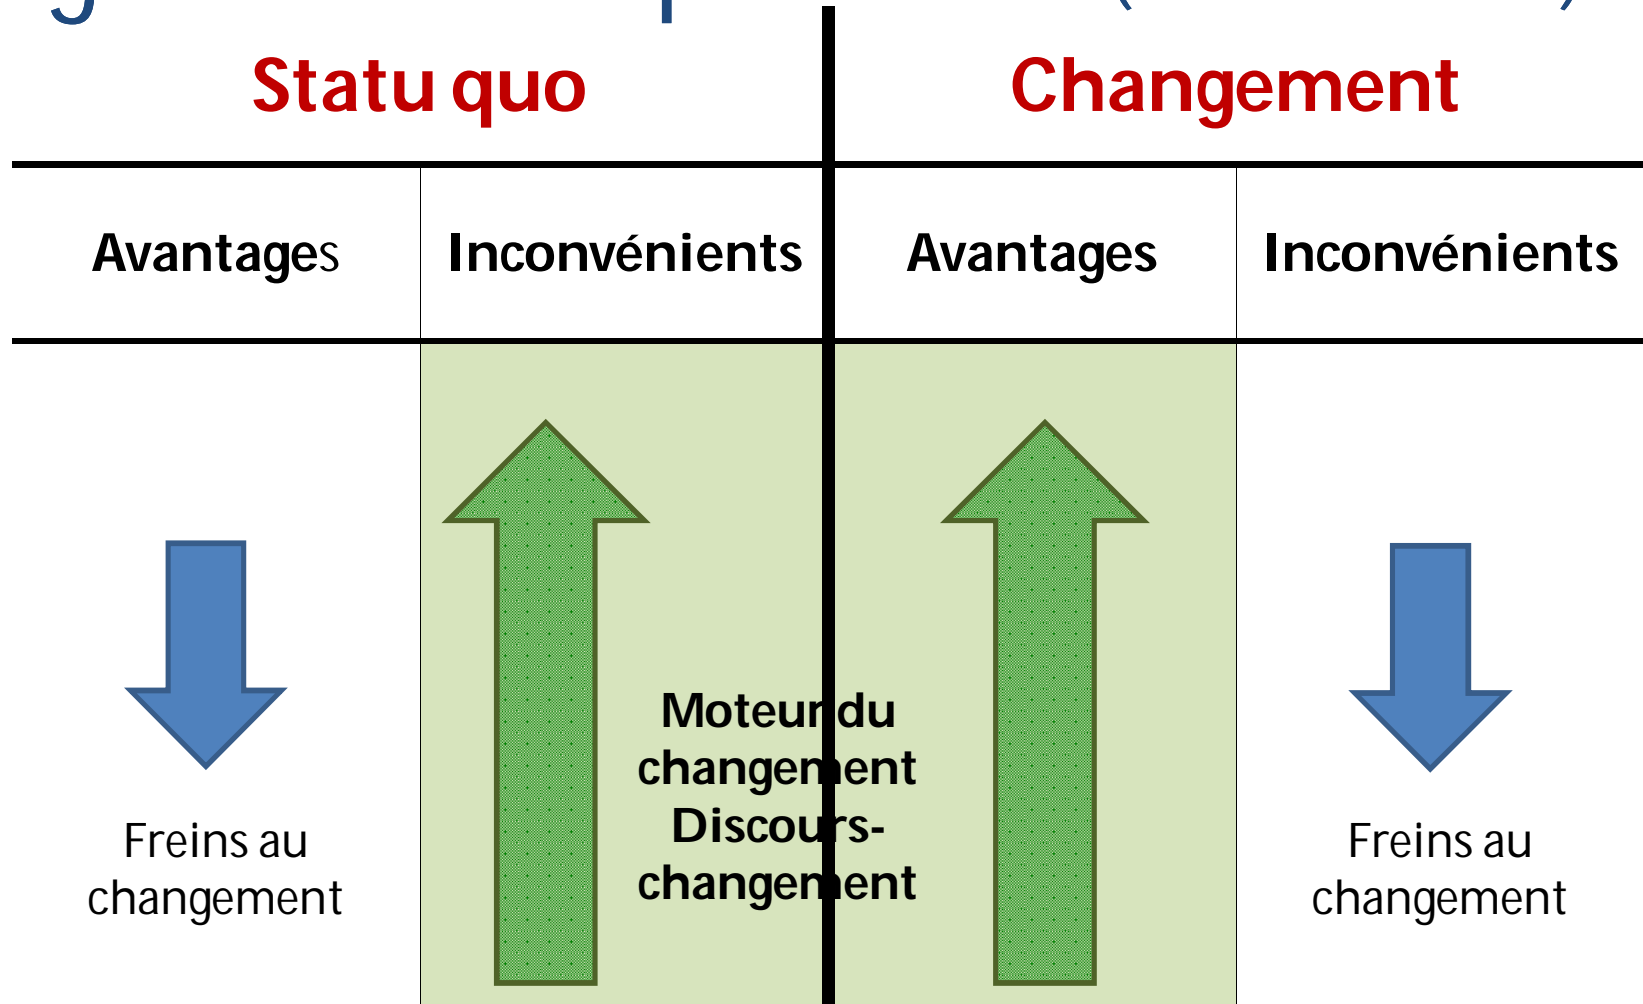 Statu quo
Changement
Avantages
Inconvénients
Avantages
Inconvénients
Moteur du
changement
Discours-
changement
Freins au
changement
Freins au
changement